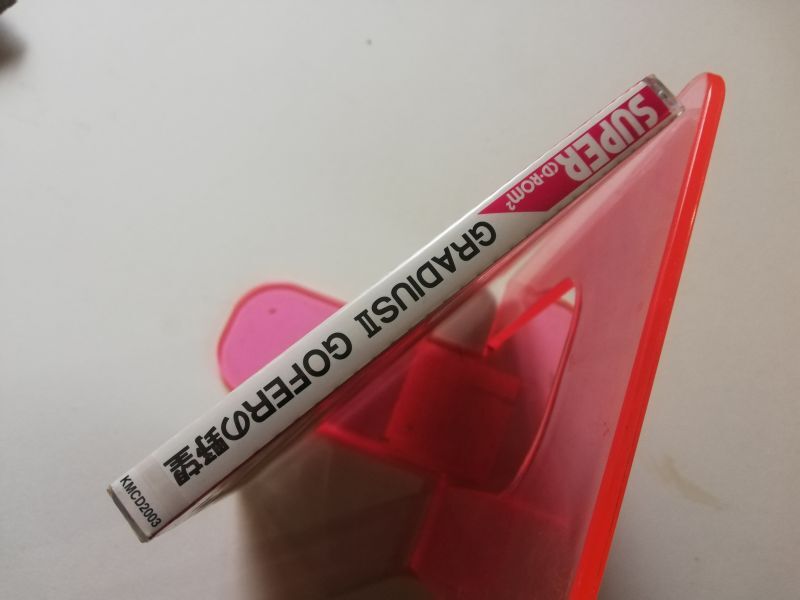 SUPER
CD-ROM²
GRADIUSⅡ GOFERの野望
KMCD2003